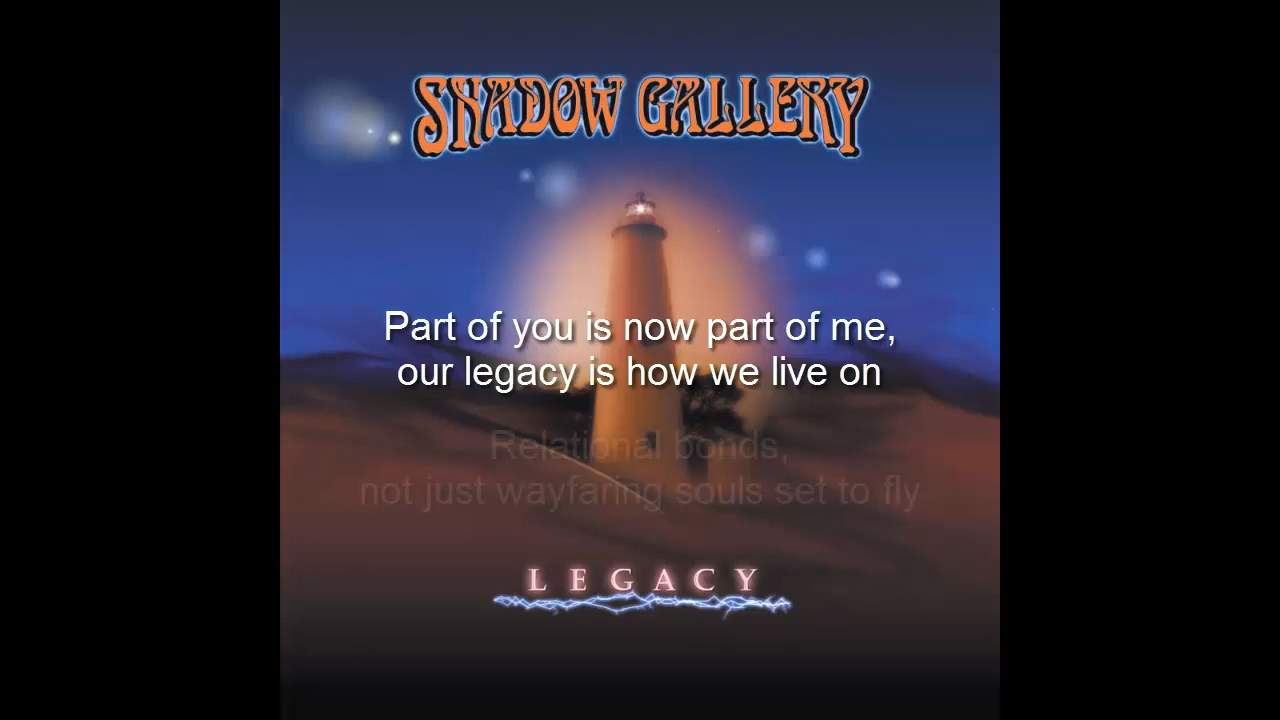 SHADOW GALLERY
Part of you is now part of me,
our legacy is how we live on
Relational bonds,
not just wayfaring souls set to fly
LEGACY